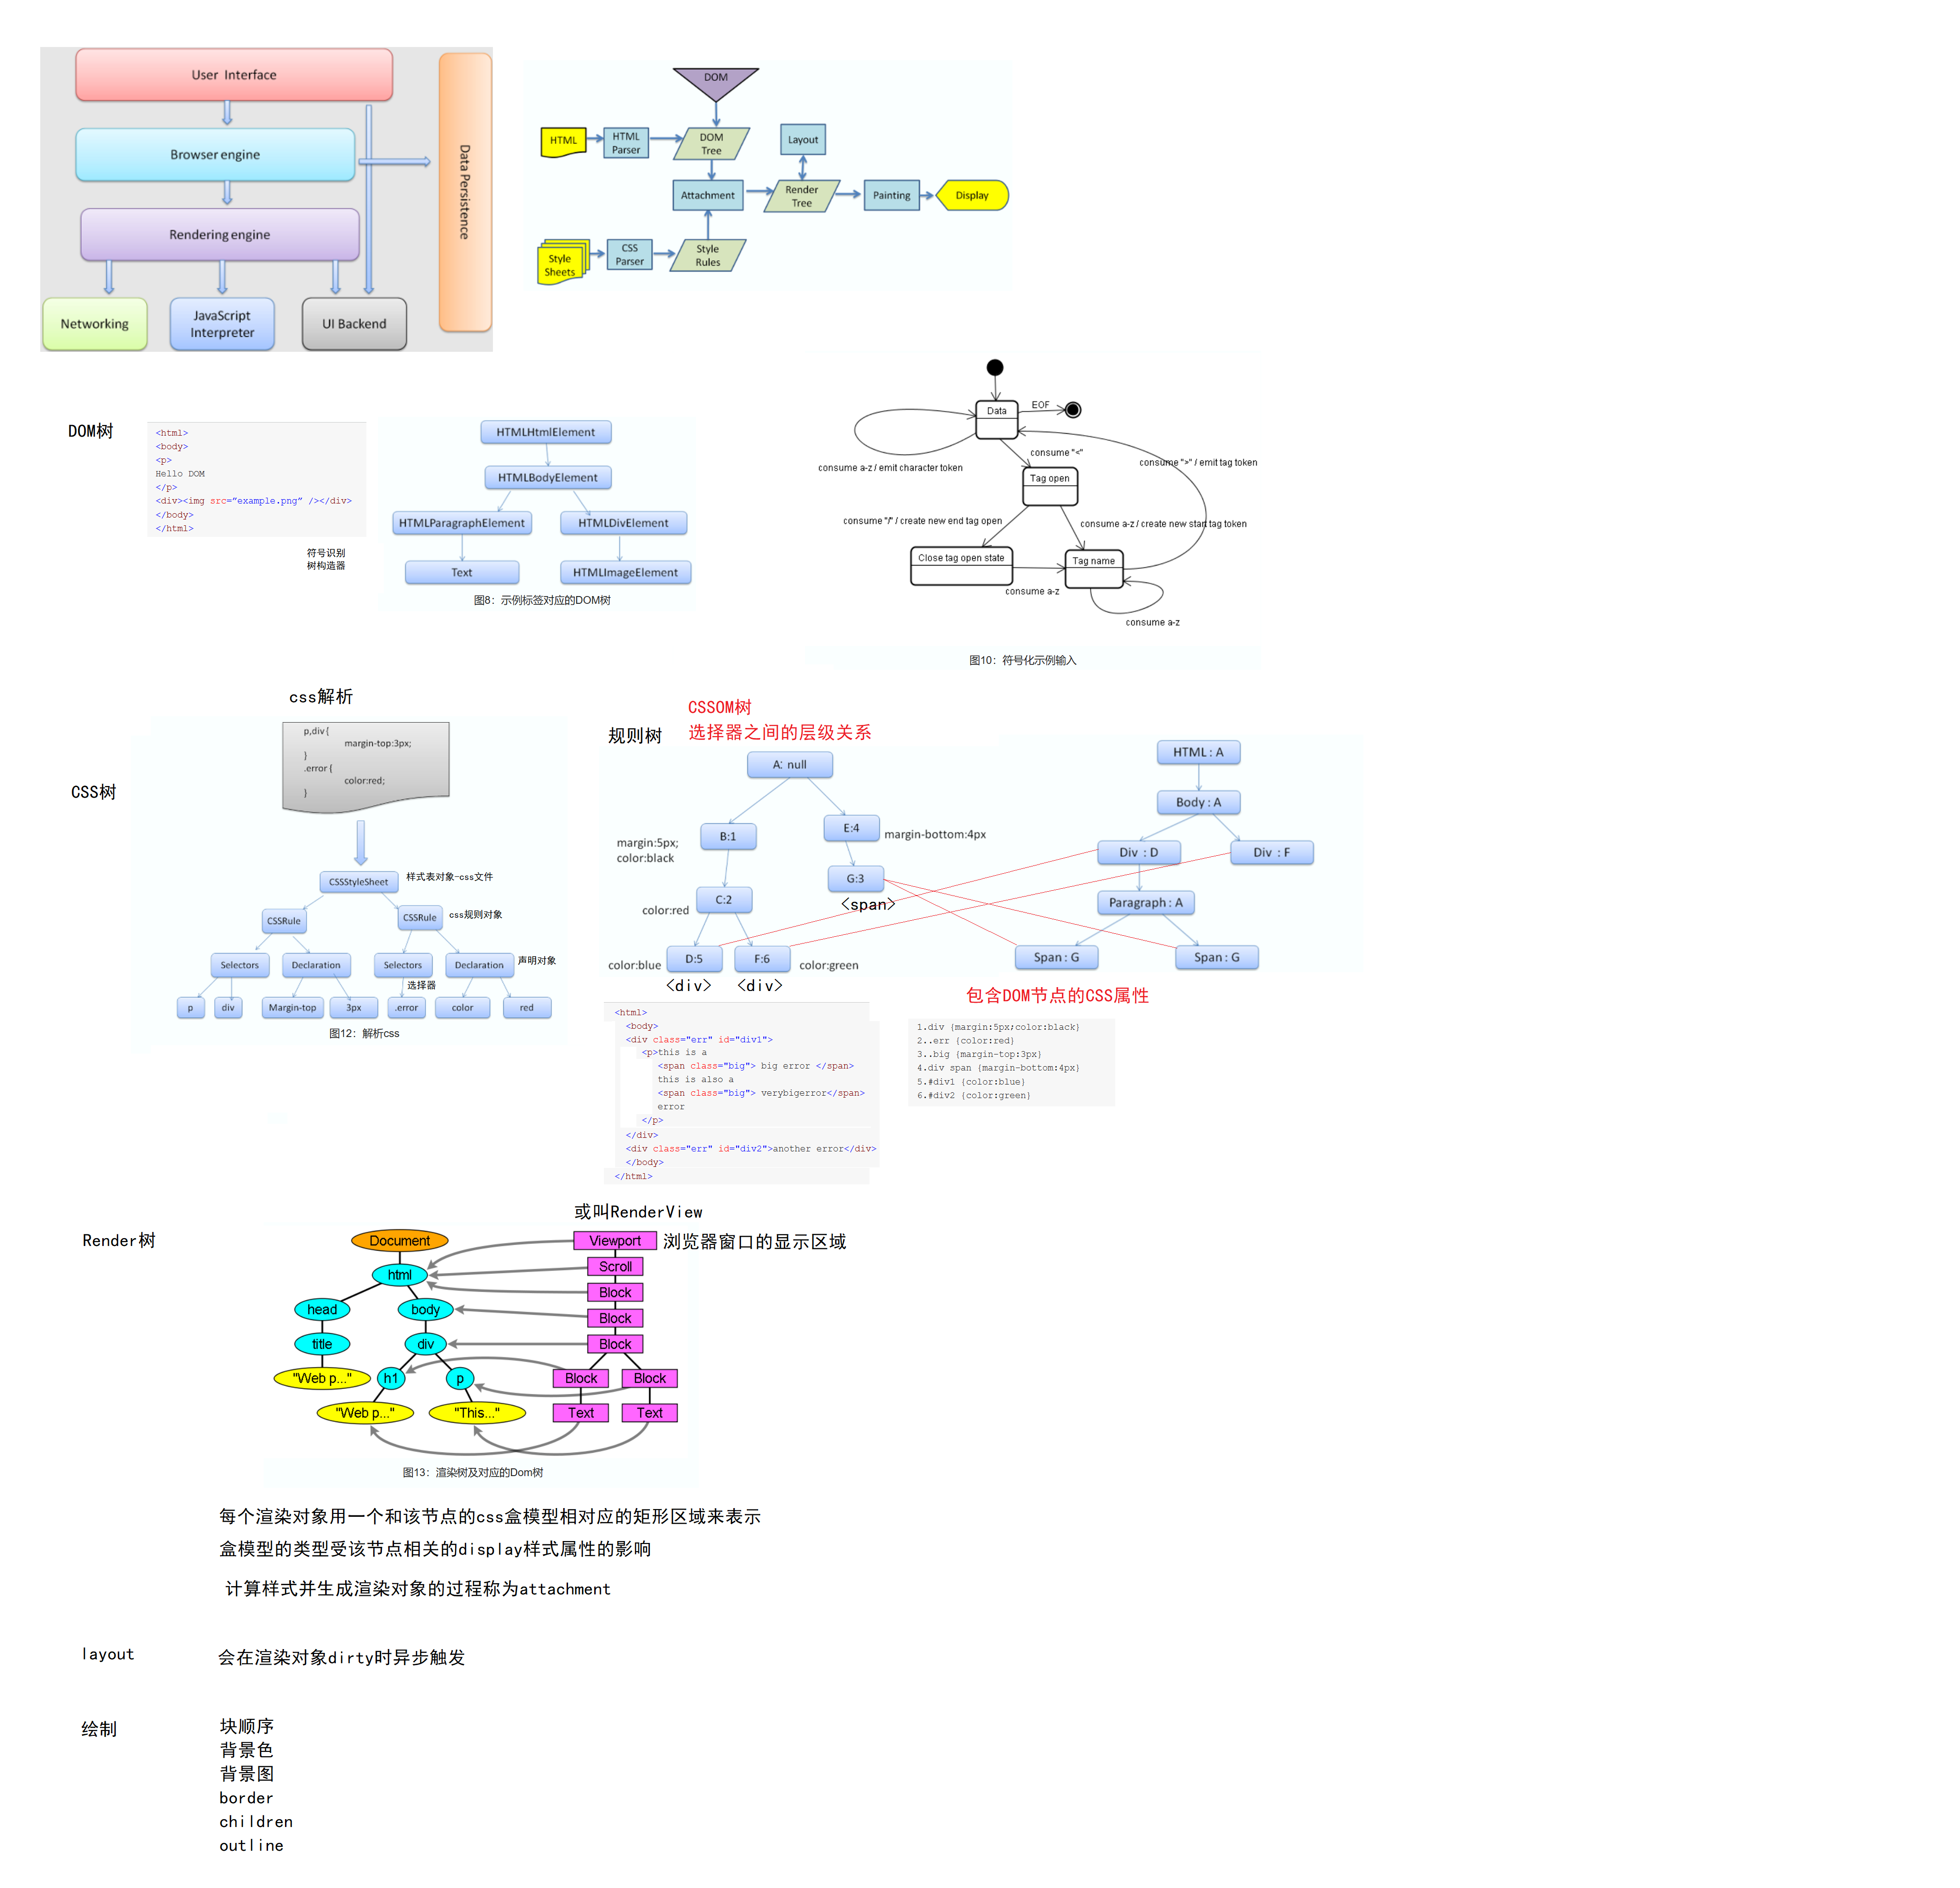 User Interface
Browser engine
Rendering engine
Networking
JavaScript
Interpreter
UI Backend
Data Persistence
DOM
HTML
HTML
Parser
DOM
Tree
Layout
Attachment
Render
Tree
Painting
Display
Style
Sheets
CSS
Parser
Style
Rules
DOM树
<html>
<body>
<p>
Hello DOM
</p>
<div><img src=“example.png” /></div>
</body>
</html>
符号识别
树构造器
HTMLHtmlElement
HTMLBodyElement
HTMLParagraphElement
HTMLDivElement
Text
HTMLImageElement
图8：示例标签对应的DOM树
Data
EOF
consume a-z / emit character token
consume "<"
consume ">" / emit tag token
Tag open
consume "/" / create new end tag open
consume a-z / create new start tag token
Close tag open state
Tag name
consume a-z
consume a-z
图10：符号化示例输入
css解析
CSS树
p,div {
margin-top:3px;
}
.error {
color:red;
}
CSSStyleSheet
样式表对象-css文件
CSSRule
CSSRule
css规则对象
Selectors
Declaration
Selectors
Declaration
声明对象
选择器
p
div
Margin-top
3px
.error
color
red
图12：解析css
规则树
CSSOM树
选择器之间的层级关系
A: null
B:1
margin:5px;
color:black
E:4
margin-bottom:4px
G:3
<span>
C:2
color:red
D:5
color:blue
F:6
color:green
<div>
<div>
HTML : A
Body : A
Div : D
Div : F
Paragraph : A
Span : G
Span : G
包含DOM节点的CSS属性
<html>
<body>
<div class="err" id="div1">
<p>this is a
<span class="big"> big error </span>
this is also a
<span class="big"> verybigerror</span>
error
</p>
</div>
<div class="err" id="div2">another error</div>
</body>
</html>
1.div {margin:5px;color:black}
2..err {color:red}
3..big {margin-top:3px}
4.div span {margin-bottom:4px}
5.#div1 {color:blue}
6.#div2 {color:green}
Render树
或叫RenderView
Document
html
head
body
title
div
"Web p..."
h1
p
"Web p..."
"This..."
Viewport
浏览器窗口的显示区域
Scroll
Block
Block
Block
Block
Block
Text
Text
图13：渲染树及对应的Dom树
每个渲染对象用一个和该节点的css盒模型相对应的矩形区域来表示
盒模型的类型受该节点相关的display样式属性的影响
计算样式并生成渲染对象的过程称为attachment
layout
会在渲染对象dirty时异步触发
绘制
块顺序
背景色
背景图
border
children
outline